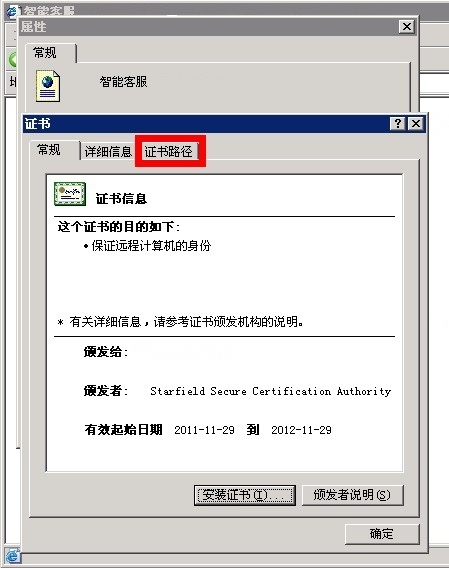 智能客服
属性
常规
智能客服
证书
常规 详细信息 证书路径
证书信息
这个证书的目的如下:
•保证远程计算机的身份
* 有关详细信息，请参考证书颁发机构的说明。
颁发给:
颁发者: Starfield Secure Certification Authority
有效起始日期 2011-11-29 到 2012-11-29
安装证书(I)... 颁发者说明(S)
确定